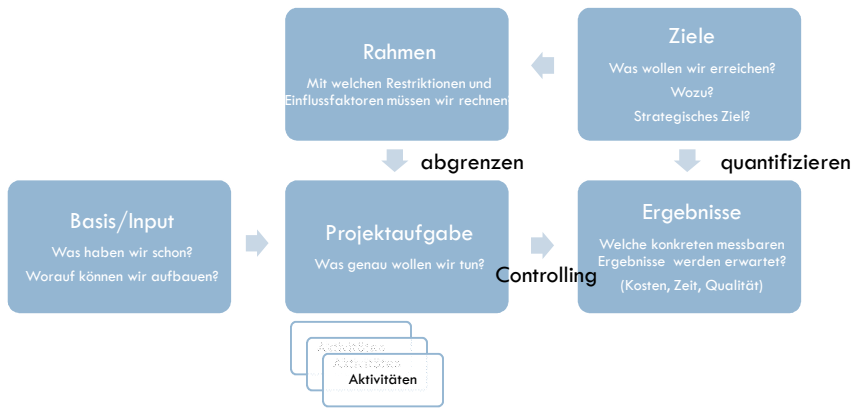 Rahmen
Mit welchen Restriktionen und
Einflussfaktoren müssen wir rechnen?
Ziele
Was wollen wir erreichen?
Wozu?
Strategisches Ziel?
abgrenzen
quantifizieren
Basis/Input
Was haben wir schon?
Worauf können wir aufbauen?
Projektaufgabe
Was genau wollen wir tun?
Controlling
Ergebnisse
Welche konkreten messbaren
Ergebnisse werden erwartet?
(Kosten, Zeit, Qualität)
Aktivitäten
Aktivitäten
Aktivitäten